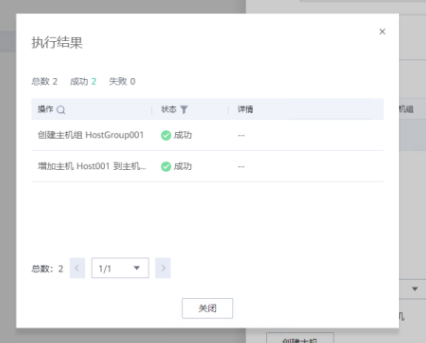 执行结果
总数 2 成功 2 失败 0
操作 状态 详情
创建主机组 HostGroup001 成功 --
增加主机 Host001 到主机... 成功 --
总数： 2 1/1
关闭
机组
机
创建主机